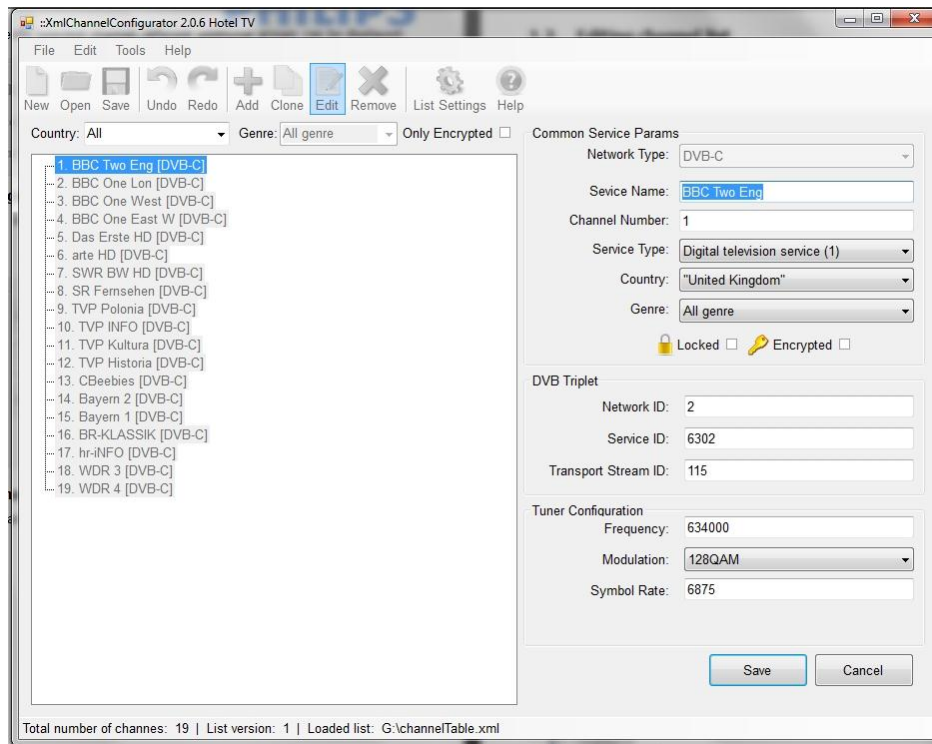 PHILIPS
::XmlChannelConfigurator 2.0.6 Hotel TV
File Edit Tools Help
New Open Save Undo Redo Add Clone Edit Remove List Settings Help
Country: All Genre: All genre Only Encrypted
1. BBC Two Eng [DVB-C]
2. BBC One Lon [DVB-C]
3. BBC One West [DVB-C]
4. BBC One East W [DVB-C]
5. Das Erste HD [DVB-C]
6. arte HD [DVB-C]
7. SWR BW HD [DVB-C]
8. SR Fernsehen [DVB-C]
9. TVP Polonia [DVB-C]
10. TVP INFO [DVB-C]
11. TVP Kultura [DVB-C]
12. TVP Historia [DVB-C]
13. CBeebies [DVB-C]
14. Bayern 2 [DVB-C]
15. Bayern 1 [DVB-C]
16. BR-KLASSIK [DVB-C]
17. hr-iNFO [DVB-C]
18. WDR 3 [DVB-C]
19. WDR 4 [DVB-C]
Common Service Params
Network Type: DVB-C
Sevice Name: BBC Two Eng
Channel Number: 1
Service Type: Digital television service (1)
Country: "United Kingdom"
Genre: All genre
Locked Encrypted
DVB Triplet
Network ID: 2
Service ID: 6302
Transport Stream ID: 115
Tuner Configuration
Frequency: 634000
Modulation: 128QAM
Symbol Rate: 6875
Save Cancel
Total number of channes: 19 | List version: 1 | Loaded list: G:\channelTable.xml